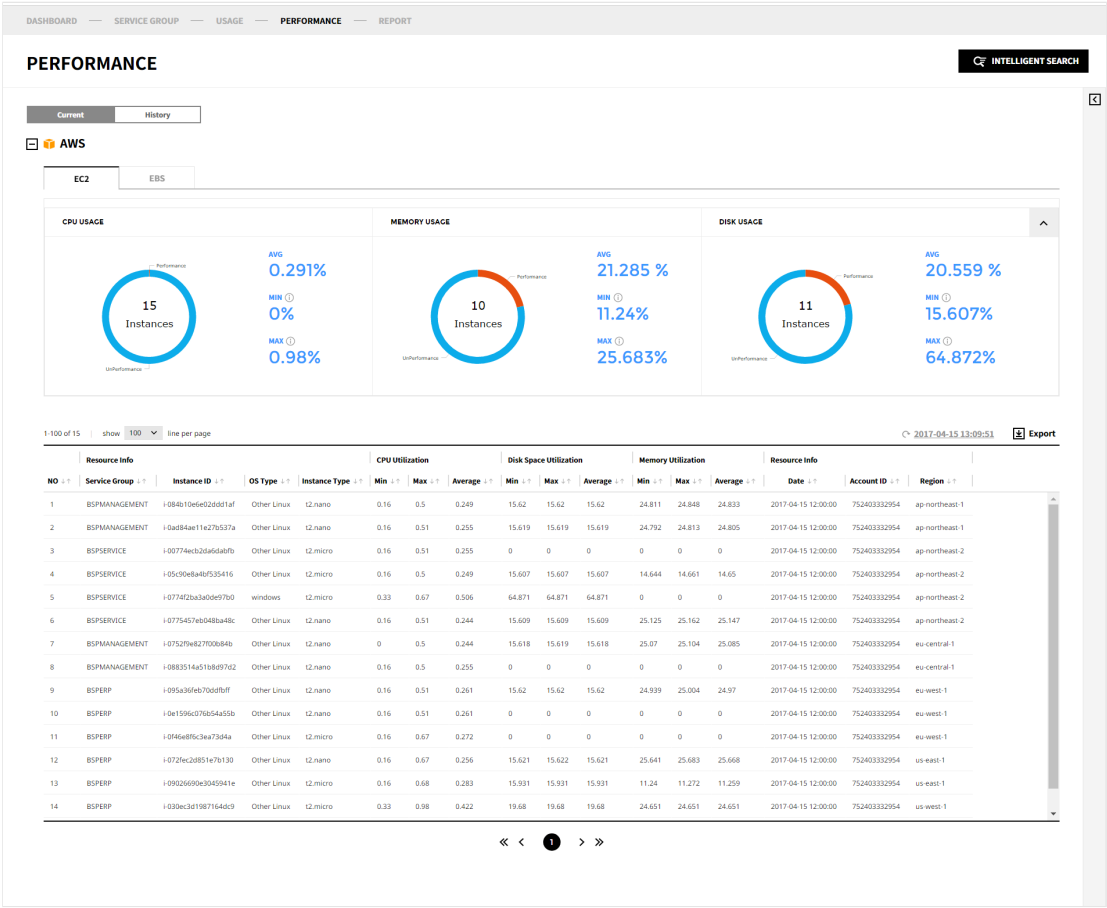 DASHBOARD — SERVICE GROUP — USAGE — PERFORMANCE — REPORT
PERFORMANCE
INTELLIGENT SEARCH
Current History
AWS
EC2 EBS
CPU USAGE
Performance
15
Instances
UnPerformance
AVG
0.291%
MIN
0%
MAX
0.98%
MEMORY USAGE
Performance
10
Instances
UnPerformance
AVG
21.285 %
MIN
11.24%
MAX
25.683%
DISK USAGE
Performance
11
Instances
UnPerformance
AVG
20.559 %
MIN
15.607%
MAX
64.872%
1-100 of 15 show 100 line per page 2017-04-15 13:09:51 Export
Resource Info CPU Utilization Disk Space Utilization Memory Utilization Resource Info
NO Service Group Instance ID OS Type Instance Type Min Max Average Min Max Average Min Max Average Date Account ID Region
1 BSPMANAGEMENT i-084b10e6e02ddd1af Other Linux t2.nano 0.16 0.5 0.249 15.62 15.62 15.62 24.811 24.848 24.833 2017-04-15 12:00:00 752403332954 ap-northeast-1
2 BSPMANAGEMENT i-0ad84ae11e27b537a Other Linux t2.nano 0.16 0.51 0.255 15.619 15.619 15.619 24.792 24.813 24.805 2017-04-15 12:00:00 752403332954 ap-northeast-1
3 BSPSERVICE i-00774ecb2da6dabfb Other Linux t2.micro 0.16 0.51 0.255 0 0 0 0 0 0 2017-04-15 12:00:00 752403332954 ap-northeast-2
4 BSPSERVICE i-05c90e8a4bf535416 Other Linux t2.micro 0.16 0.5 0.249 15.607 15.607 15.607 14.644 14.661 14.65 2017-04-15 12:00:00 752403332954 ap-northeast-2
5 BSPSERVICE i-0774f2ba3a0de97b0 windows t2.micro 0.33 0.67 0.506 64.871 64.871 64.871 0 0 0 2017-04-15 12:00:00 752403332954 ap-northeast-2
6 BSPSERVICE i-0775457eb048ba48c Other Linux t2.nano 0.16 0.51 0.244 15.609 15.609 15.609 25.125 25.162 25.147 2017-04-15 12:00:00 752403332954 ap-northeast-2
7 BSPMANAGEMENT i-0752f9e827f00b84b Other Linux t2.nano 0 0.5 0.244 15.618 15.619 15.618 25.07 25.104 25.085 2017-04-15 12:00:00 752403332954 eu-central-1
8 BSPMANAGEMENT i-0883514a51b8d97d2 Other Linux t2.nano 0.16 0.5 0.255 0 0 0 0 0 0 2017-04-15 12:00:00 752403332954 eu-central-1
9 BSPERP i-095a36feb70ddfbff Other Linux t2.nano 0.16 0.51 0.261 15.62 15.62 15.62 24.939 25.004 24.97 2017-04-15 12:00:00 752403332954 eu-west-1
10 BSPERP i-0e1596c076b54a55b Other Linux t2.nano 0.16 0.51 0.261 0 0 0 0 0 0 2017-04-15 12:00:00 752403332954 eu-west-1
11 BSPERP i-0f46e8f6c3ea73d4a Other Linux t2.micro 0.16 0.67 0.272 0 0 0 0 0 0 2017-04-15 12:00:00 752403332954 eu-west-1
12 BSPERP i-072fec2d851e7b130 Other Linux t2.nano 0.16 0.67 0.256 15.621 15.622 15.621 25.641 25.683 25.668 2017-04-15 12:00:00 752403332954 us-east-1
13 BSPERP i-09026690e3045941e Other Linux t2.micro 0.16 0.68 0.283 15.931 15.931 15.931 11.24 11.272 11.259 2017-04-15 12:00:00 752403332954 us-east-1
14 BSPERP i-030ec3d1987164dc9 Other Linux t2.micro 0.33 0.98 0.422 19.68 19.68 19.68 24.651 24.651 24.651 2017-04-15 12:00:00 752403332954 us-west-1
1